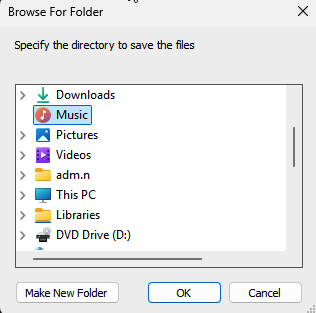 Browse For Folder
Specify the directory to save the files
Downloads
Music
Pictures
Videos
adm.n
This PC
Libraries
DVD Drive (D:)
Make New Folder
OK
Cancel